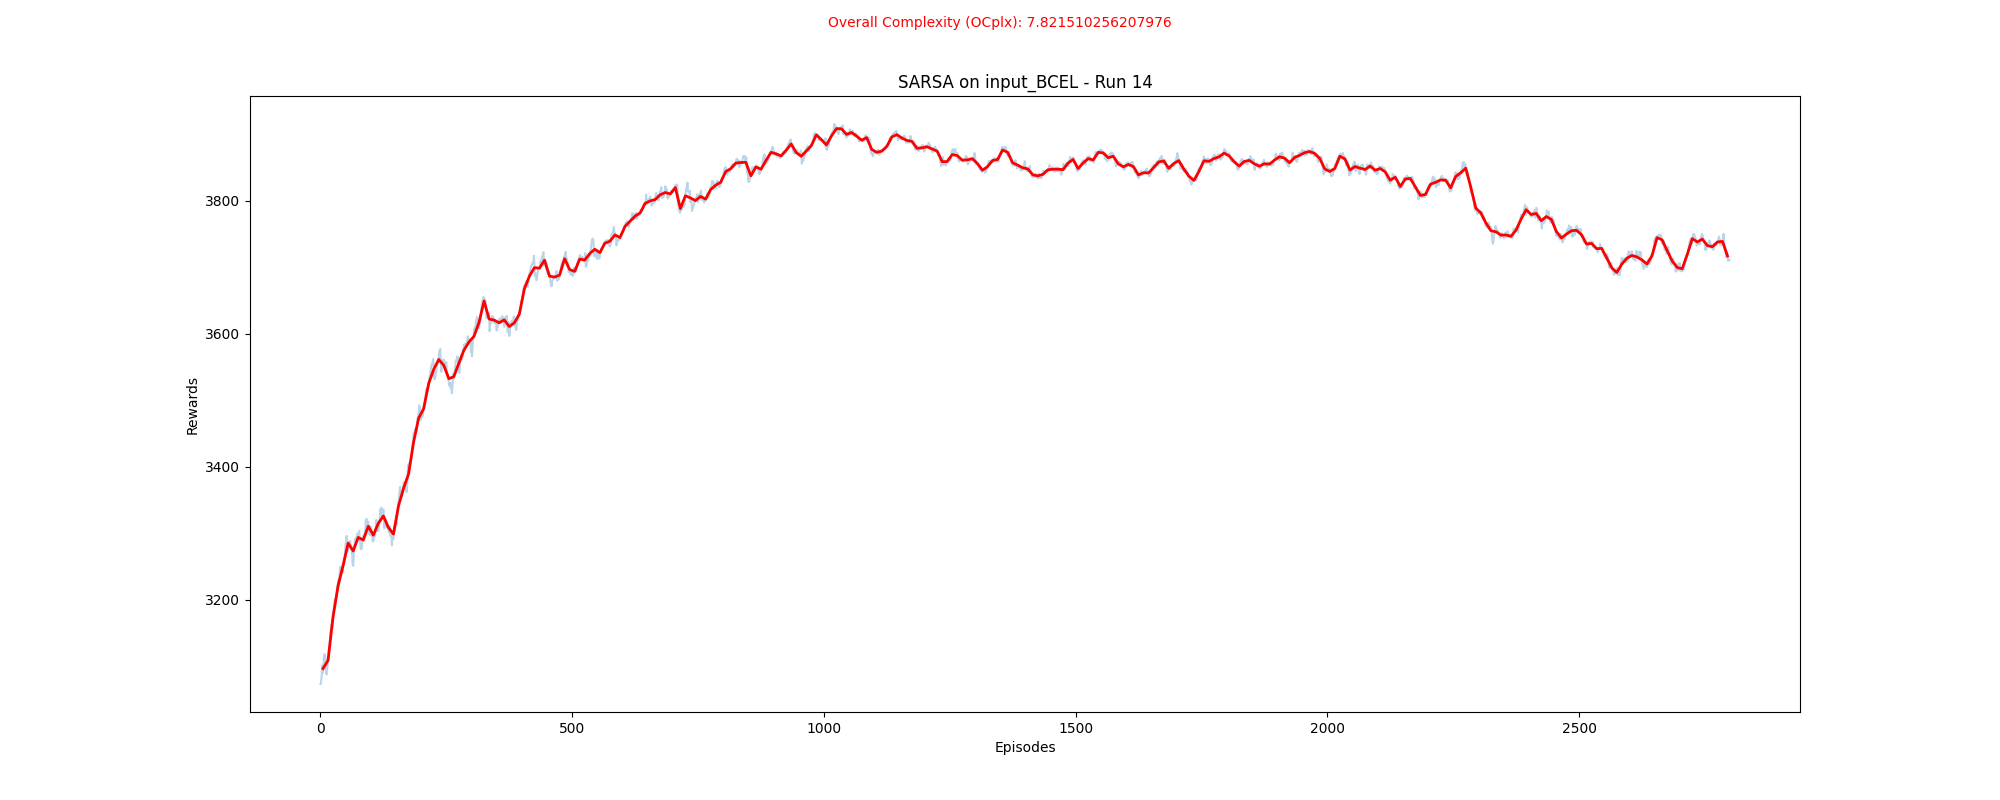 Overall Complexity (OCplx): 7.821510256207976
SARSA on input_BCEL - Run 14
3800
3600
3400
3200
Rewards
0 500 1000 1500 2000 2500
Episodes